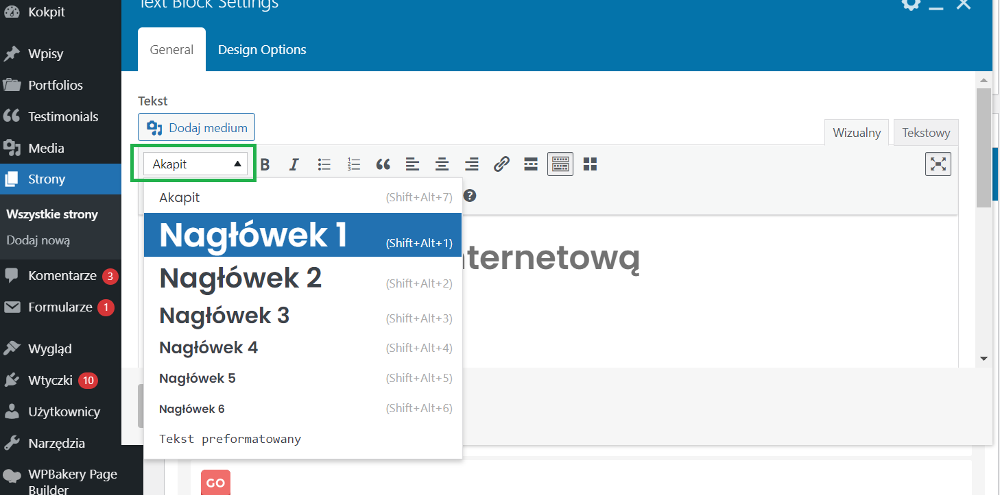 Text Block Settings
General
Design Options
Kokpit
Wpisy
Portfolios
Testimonials
Media
Strony
Wszystkie strony
Dodaj nową
Komentarze 3
Formularze 1
Wygląd
Wtyczki 10
Użytkownicy
Narzędzia
WPBakery Page
Builder
Tekst
Dodaj medium
Wizualny
Tekstowy
Akapit
B I
Akapit (Shift+Alt+7)
Nagłówek 1 (Shift+Alt+1)
Nagłówek 2 (Shift+Alt+2)
Nagłówek 3 (Shift+Alt+3)
Nagłówek 4 (Shift+Alt+4)
Nagłówek 5 (Shift+Alt+5)
Nagłówek 6 (Shift+Alt+6)
Tekst preformatowany
GO